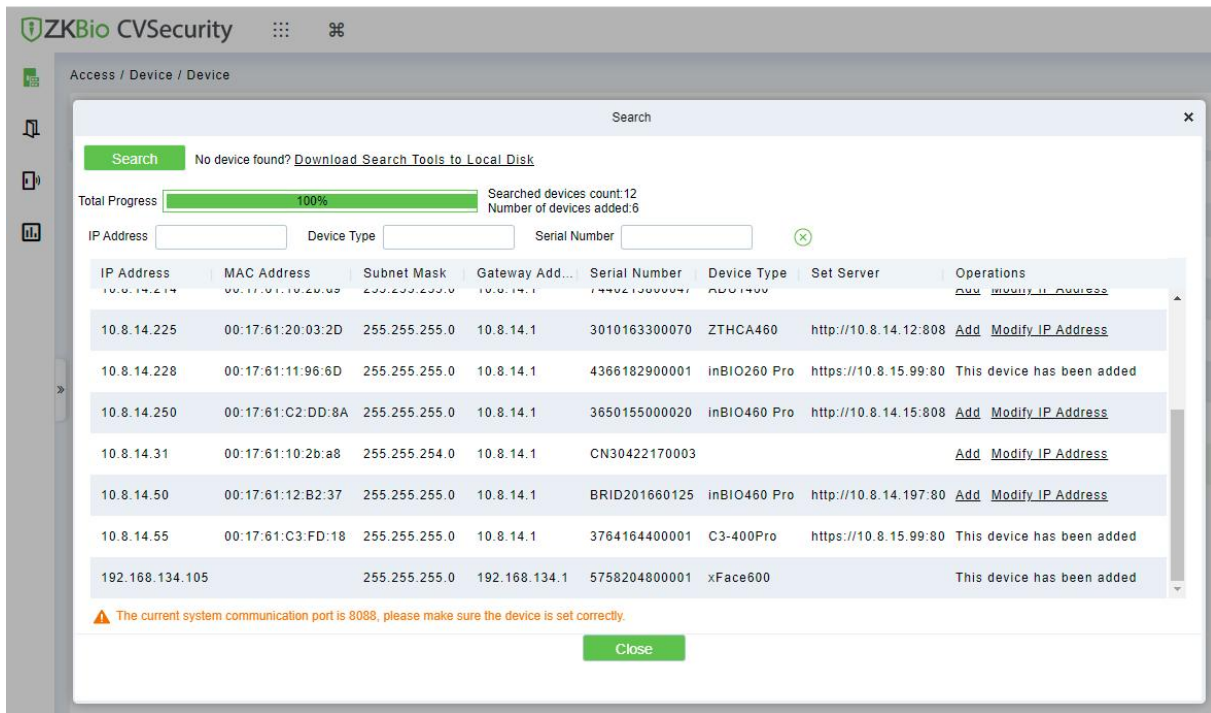 ZKBio CVSecurity
Access / Device / Device
Search
Search No device found? Download Search Tools to Local Disk
Total Progress 100% Searched devices count:12
Number of devices added:6
IP Address Device Type Serial Number
IP Address MAC Address Subnet Mask Gateway Add... Serial Number Device Type Set Server Operations
10.8.14.225 00:17:61:20:03:2D 255.255.255.0 10.8.14.1 3010163300070 ZTHCA460 http://10.8.14.12:808 Add Modify IP Address
10.8.14.228 00:17:61:11:96:6D 255.255.255.0 10.8.14.1 4366182900001 inBIO260 Pro https://10.8.15.99:80 This device has been added
10.8.14.250 00:17:61:C2:DD:8A 255.255.255.0 10.8.14.1 3650155000020 inBIO460 Pro http://10.8.14.15:808 Add Modify IP Address
10.8.14.31 00:17:61:10:2b:a8 255.255.254.0 10.8.14.1 CN30422170003 Add Modify IP Address
10.8.14.50 00:17:61:12:B2:37 255.255.255.0 10.8.14.1 BRID201660125 inBIO460 Pro http://10.8.14.197:80 Add Modify IP Address
10.8.14.55 00:17:61:C3:FD:18 255.255.255.0 10.8.14.1 3764164400001 C3-400Pro https://10.8.15.99:80 This device has been added
192.168.134.105 255.255.255.0 192.168.134.1 5758204800001 xFace600 This device has been added
The current system communication port is 8088, please make sure the device is set correctly.
Close